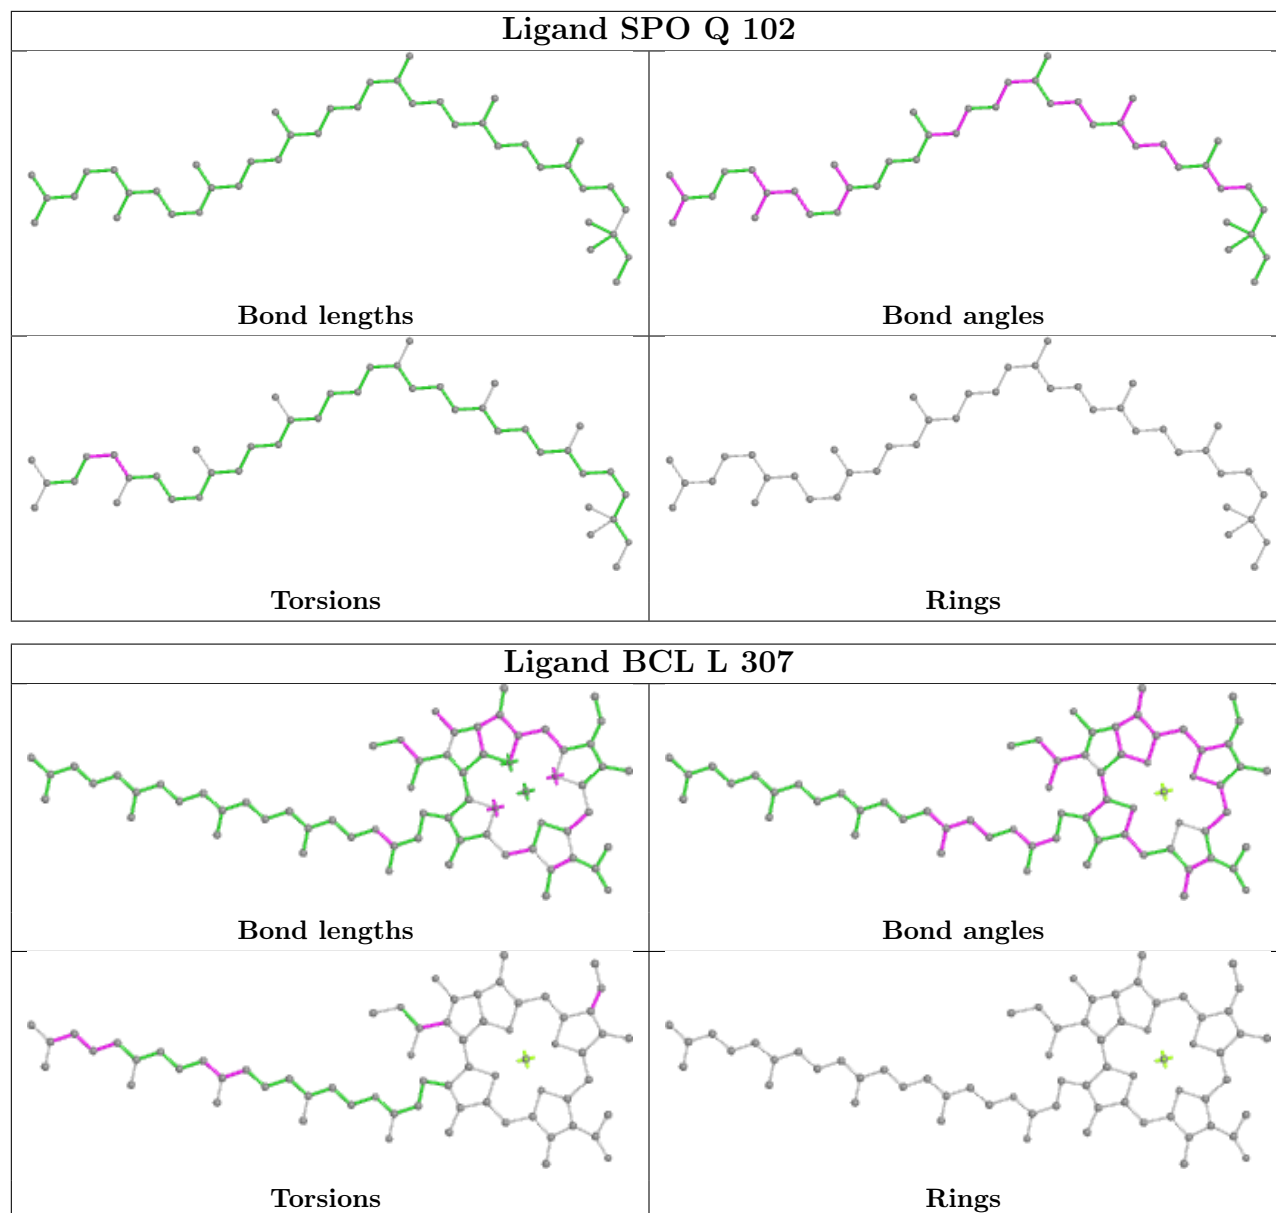 Ligand SPO Q 102
Bond lengths
Bond angles
Torsions
Rings
Ligand BCL L 307
Bond lengths
Bond angles
Torsions
Rings